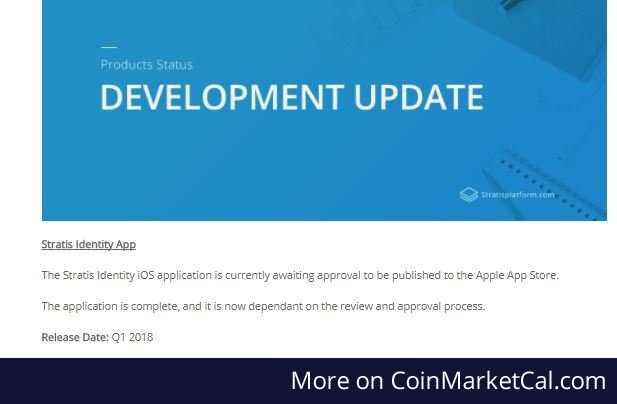 Products Status
DEVELOPMENT UPDATE
Stratisplatform.com
Stratis Identity App
The Stratis Identity iOS application is currently awaiting approval to be published to the Apple App Store.
The application is complete, and it is now dependant on the review and approval process.
Release Date: Q1 2018
More on CoinMarketCal.com